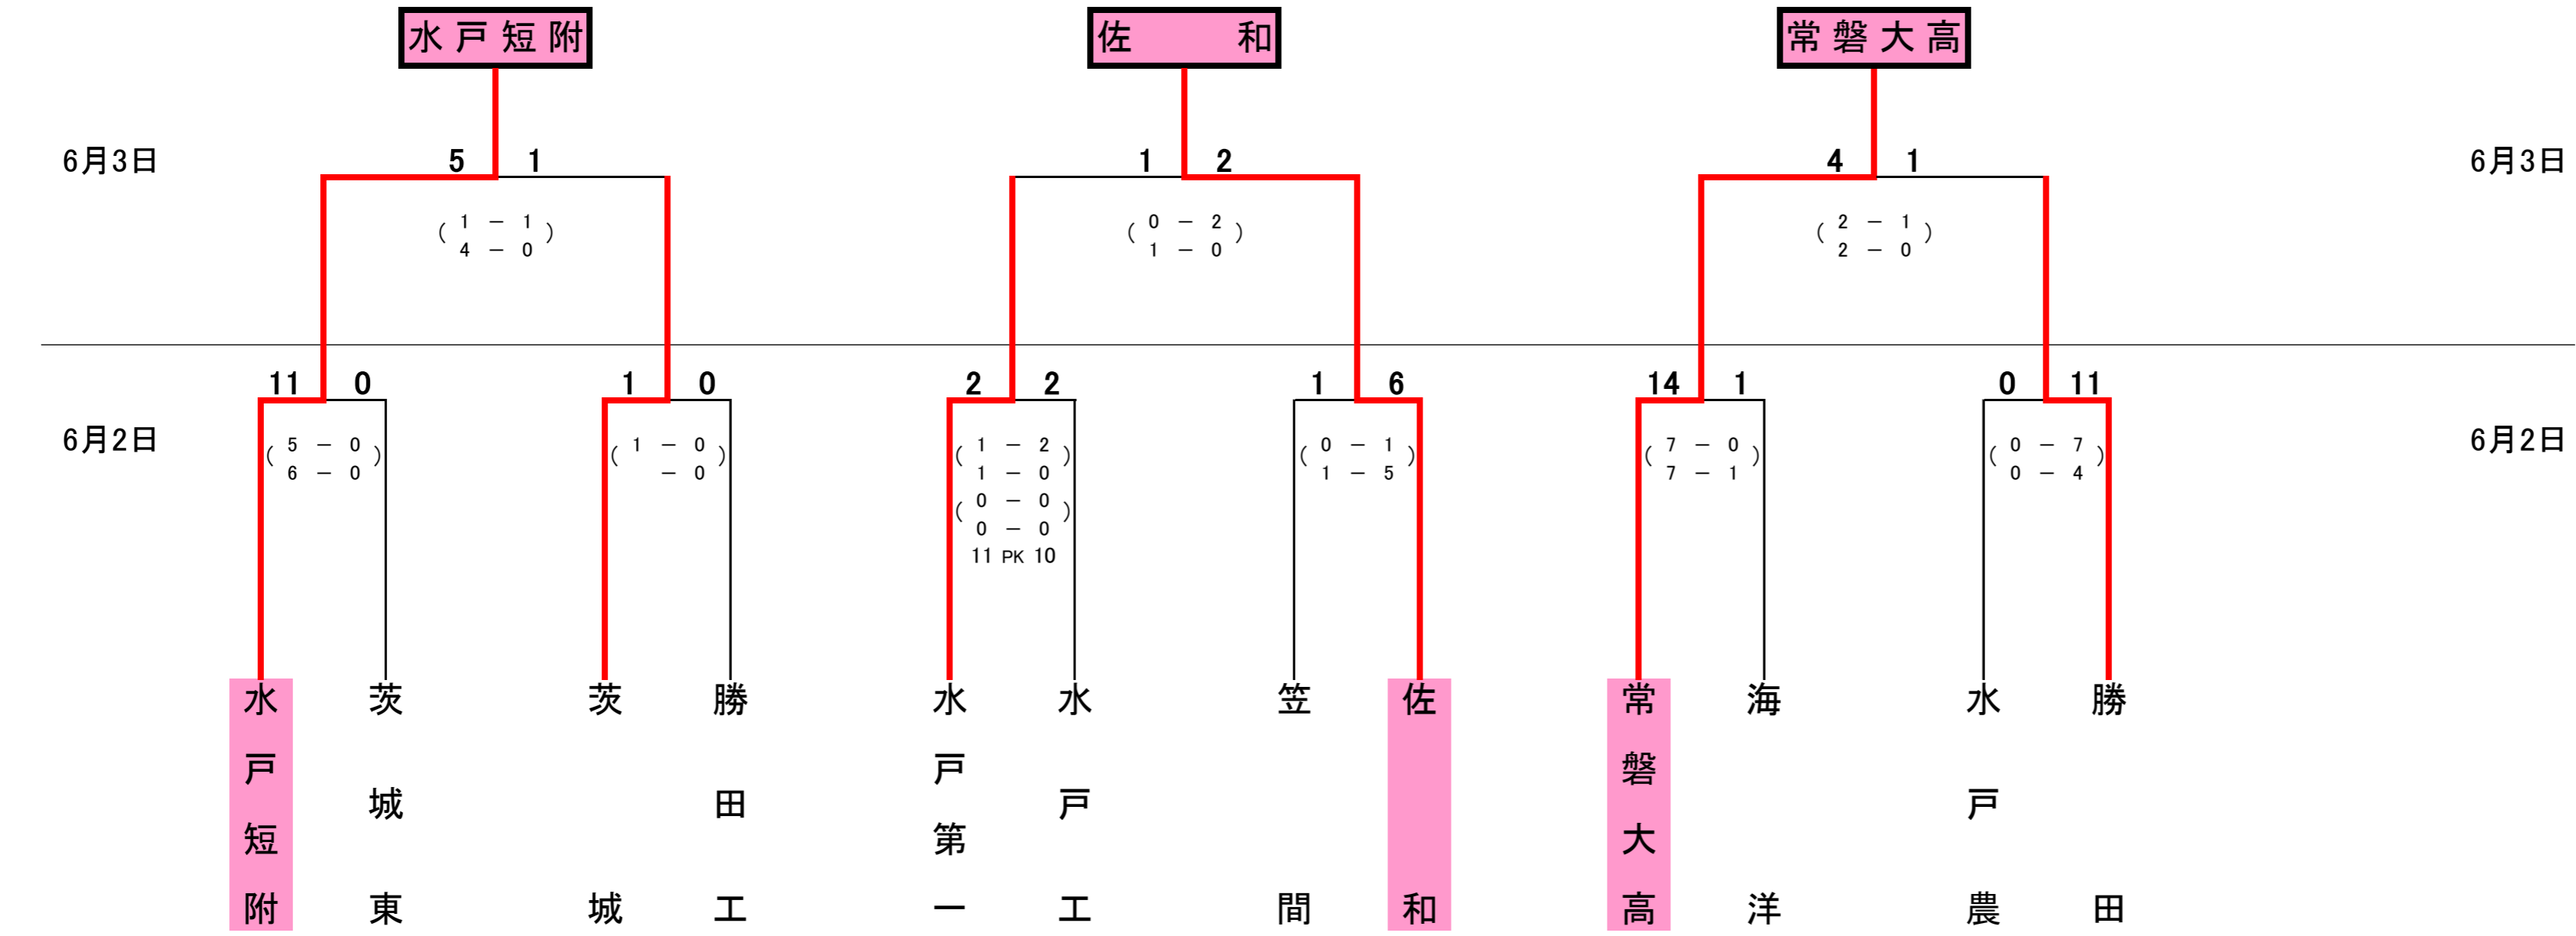 水戸短附
佐和
常磐大高
6月3日
5 1
1 2
4 1
6月3日
( 1 － 1 )
4 － 0
( 0 － 2 )
1 － 0
( 2 － 1 )
2 － 0
11 0
1 0
2 2
1 6
14 1
0 11
6月2日
( 5 － 0 )
6 － 0
( 1 － 0 )
－ 0
( 1 － 2 )
1 － 0
( 0 － 0 )
0 － 0
11 PK 10
( 0 － 1 )
1 － 5
( 7 － 0 )
7 － 1
( 0 － 7 )
0 － 4
6月2日
水戸短附
茨城東
茨城
勝田工
水戸第一
水戸工
笠間
佐和
常磐大高
海洋
水戸農
勝田